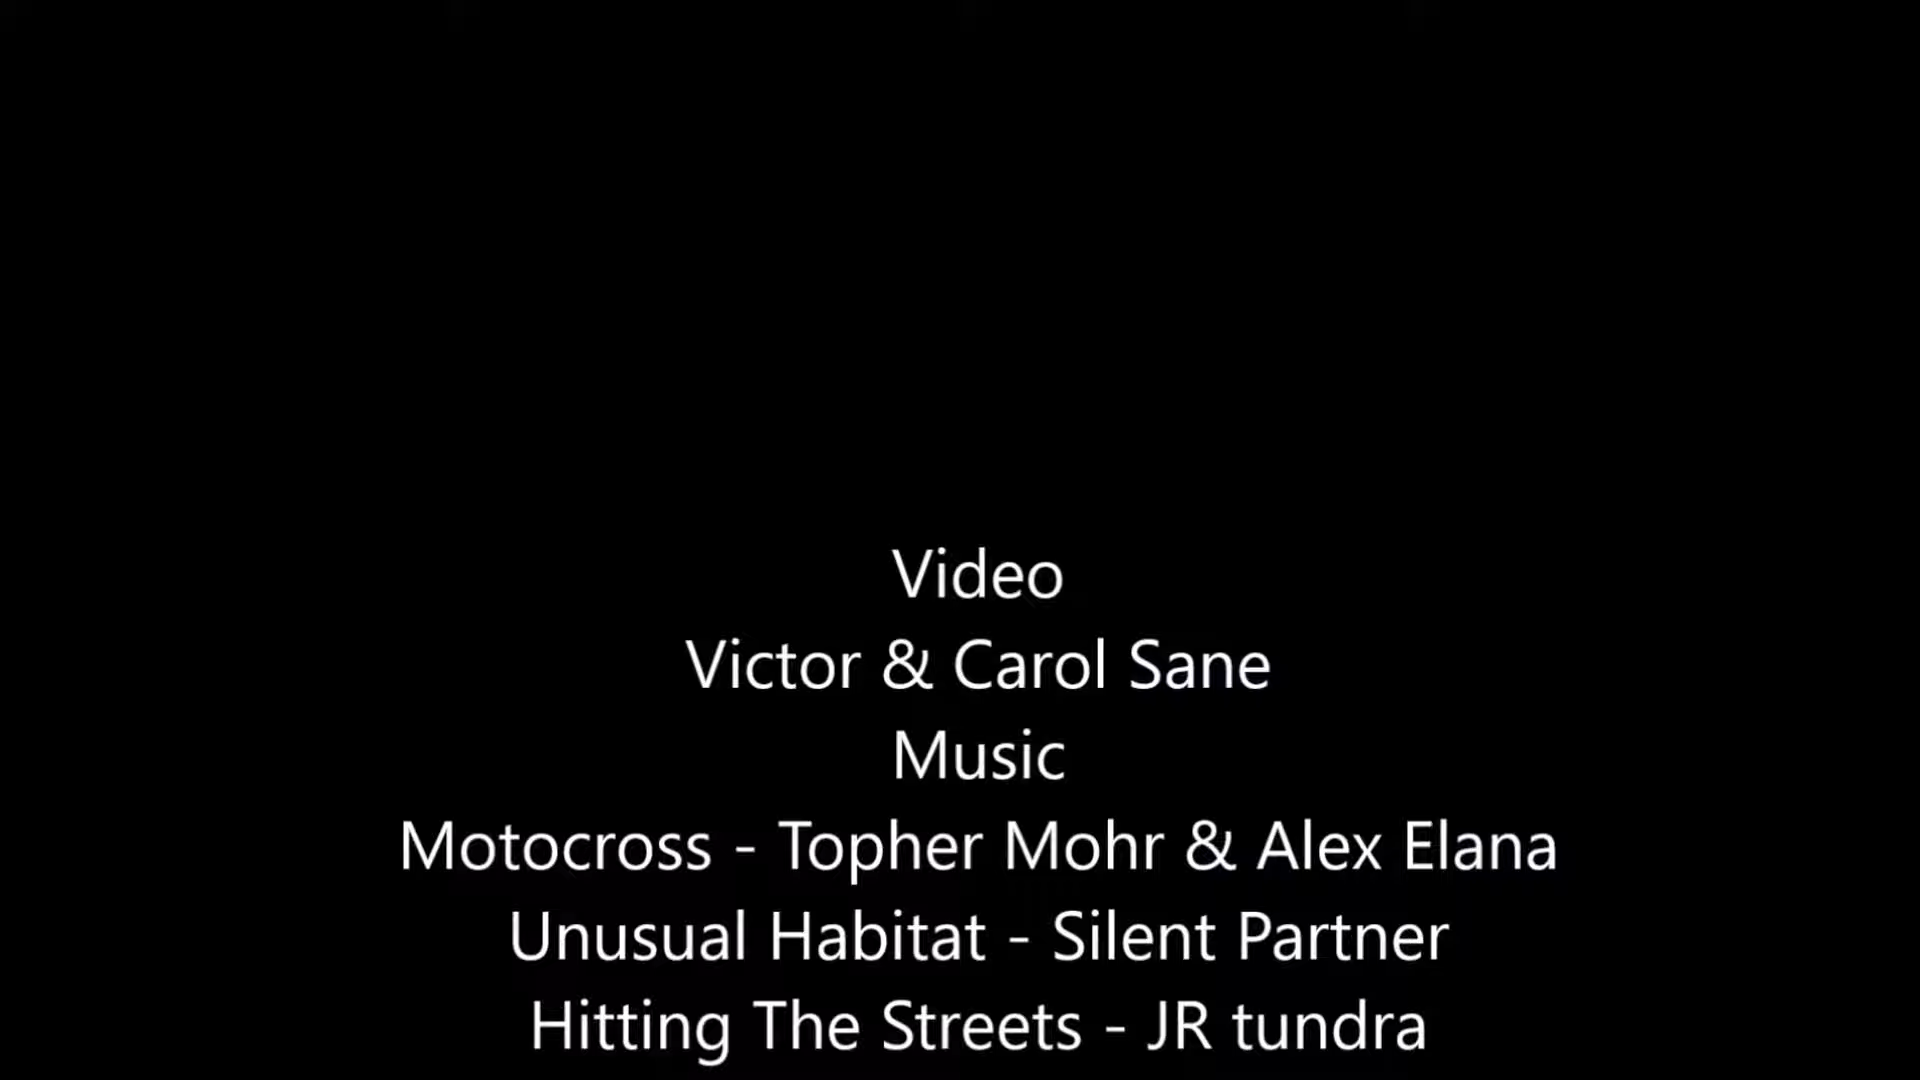 Video
Victor & Carol Sane
Music
Motocross - Topher Mohr & Alex Elana
Unusual Habitat - Silent Partner
Hitting The Streets - JR tundra